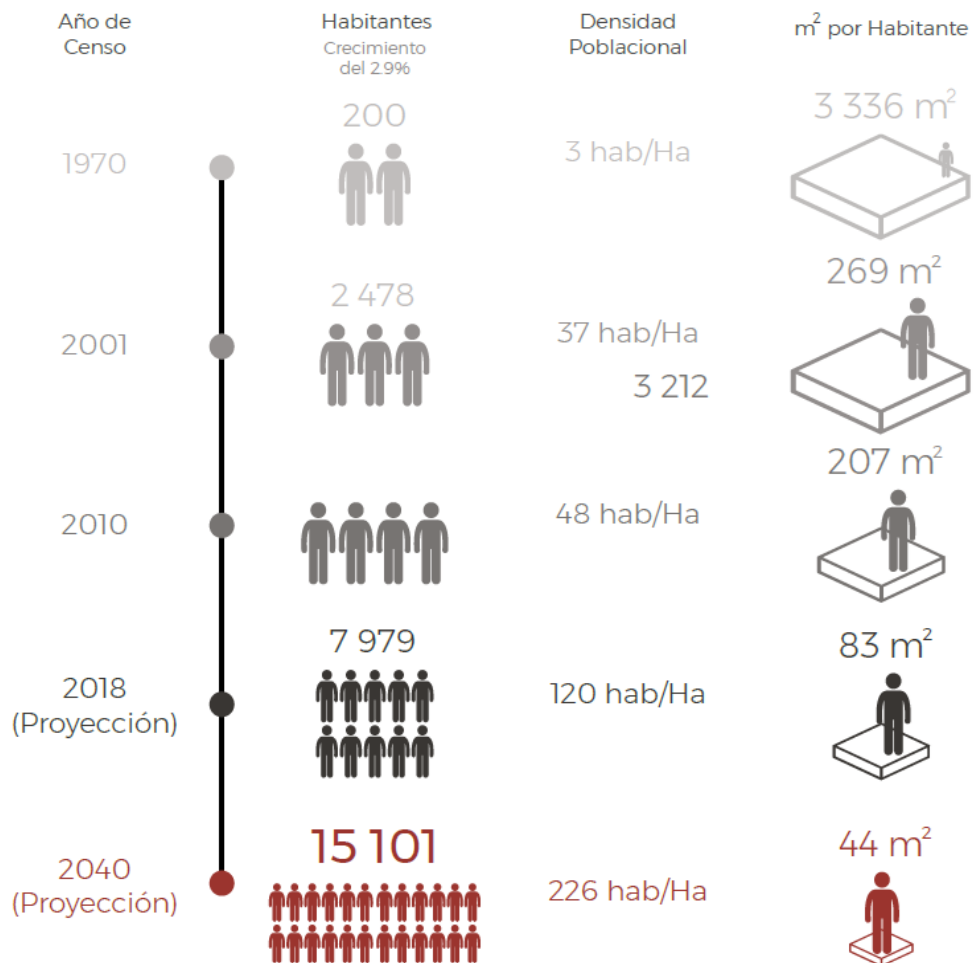 Año de
Censo
Habitantes
Crecimiento
del 2.9%
Densidad
Poblacional
m² por Habitante
1970
200
3 hab/Ha
3 336 m²
2001
2 478
37 hab/Ha
269 m²
3 212
2010
48 hab/Ha
207 m²
2018
(Proyección)
7 979
120 hab/Ha
83 m²
2040
(Proyección)
15 101
226 hab/Ha
44 m²